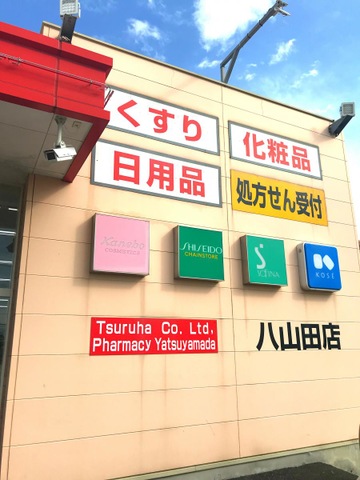 くすり
化粧品
日用品
処方せん受付
Kanebo
COSMETICS
SHISEIDO
CHAINSTORE
SOFINA
KOSÉ
Tsuruha Co. Ltd,
Pharmacy Yatsuyamada
八山田店